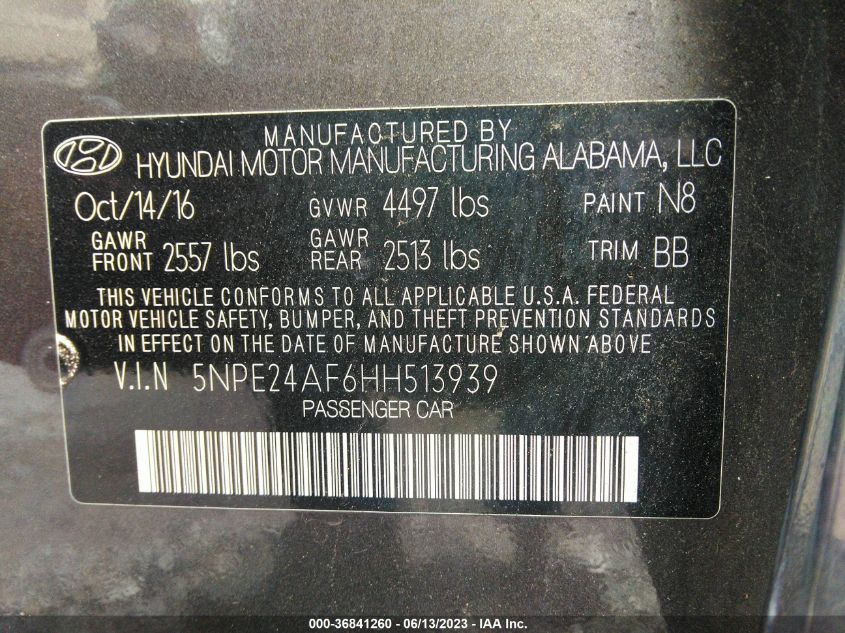 MANUFACTURED BY
HYUNDAI MOTOR MANUFACTURING ALABAMA, LLC
Oct/14/16 GVWR 4497 lbs PAINT N8
GAWR FRONT 2557 lbs GAWR REAR 2513 lbs TRIM BB
THIS VEHICLE CONFORMS TO ALL APPLICABLE U.S.A. FEDERAL
MOTOR VEHICLE SAFETY, BUMPER, AND THEFT PREVENTION STANDARDS
IN EFFECT ON THE DATE OF MANUFACTURE SHOWN ABOVE.
V.I.N 5NPE24AF6HH513939
PASSENGER CAR
000-36841260 - 06/13/2023 - IAA Inc.